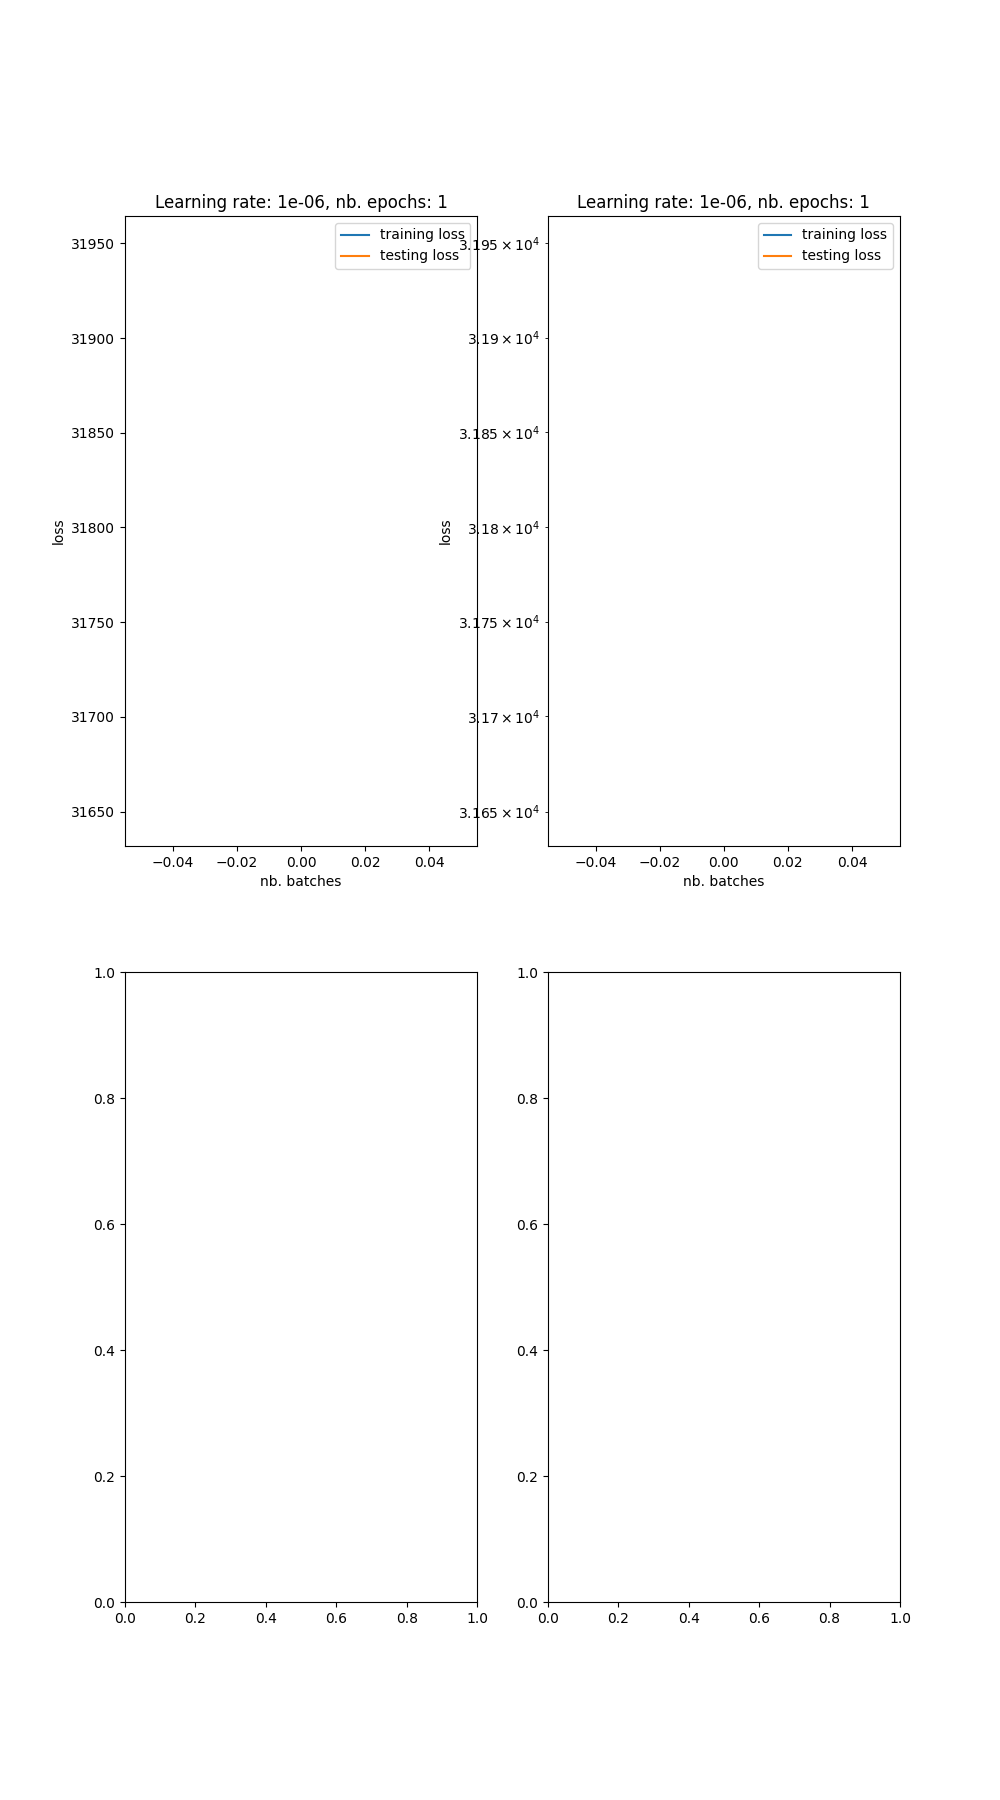 Learning rate: 1e-06, nb. epochs: 1
training loss
testing loss
31950
31900
31850
31800
31750
31700
31650
loss
−0.04 −0.02 0.00 0.02 0.04
nb. batches
Learning rate: 1e-06, nb. epochs: 1
training loss
testing loss
3.195 × 10⁴
3.19 × 10⁴
3.185 × 10⁴
3.18 × 10⁴
3.175 × 10⁴
3.17 × 10⁴
3.165 × 10⁴
loss
−0.04 −0.02 0.00 0.02 0.04
nb. batches
1.0
0.8
0.6
0.4
0.2
0.0
0.0 0.2 0.4 0.6 0.8 1.0
1.0
0.8
0.6
0.4
0.2
0.0
0.0 0.2 0.4 0.6 0.8 1.0